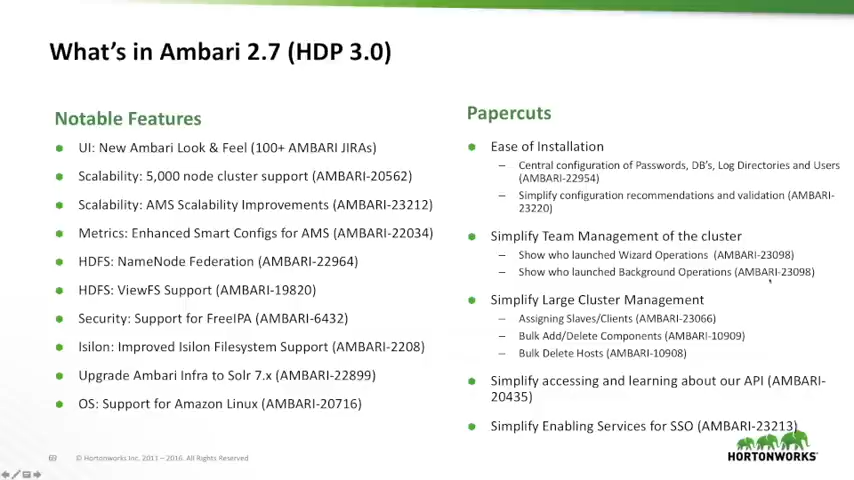 What's in Ambari 2.7 (HDP 3.0)
Notable Features
UI: New Ambari Look & Feel (100+ AMBARI JIRAs)
Scalability: 5,000 node cluster support (AMBARI-20562)
Scalability: AMS Scalability Improvements (AMBARI-23212)
Metrics: Enhanced Smart Configs for AMS (AMBARI-22034)
HDFS: NameNode Federation (AMBARI-22964)
HDFS: ViewFS Support (AMBARI-19820)
Security: Support for FreeIPA (AMBARI-6432)
Isilon: Improved Isilon Filesystem Support (AMBARI-2208)
Upgrade Ambari Infra to Solr 7.x (AMBARI-22899)
OS: Support for Amazon Linux (AMBARI-20716)
Papercuts
Ease of Installation
– Central configuration of Passwords, DB's, Log Directories and Users
(AMBARI-22954)
– Simplify configuration recommendations and validation (AMBARI-
23220)
Simplify Team Management of the cluster
– Show who launched Wizard Operations (AMBARI-23098)
– Show who launched Background Operations (AMBARI-23098)
Simplify Large Cluster Management
– Assigning Slaves/Clients (AMBARI-23066)
– Bulk Add/Delete Components (AMBARI-10909)
– Bulk Delete Hosts (AMBARI-10908)
Simplify accessing and learning about our API (AMBARI-
20435)
Simplify Enabling Services for SSO (AMBARI-23213)
69 © Hortonworks Inc. 2011 – 2016. All Rights Reserved
HORTONWORKS